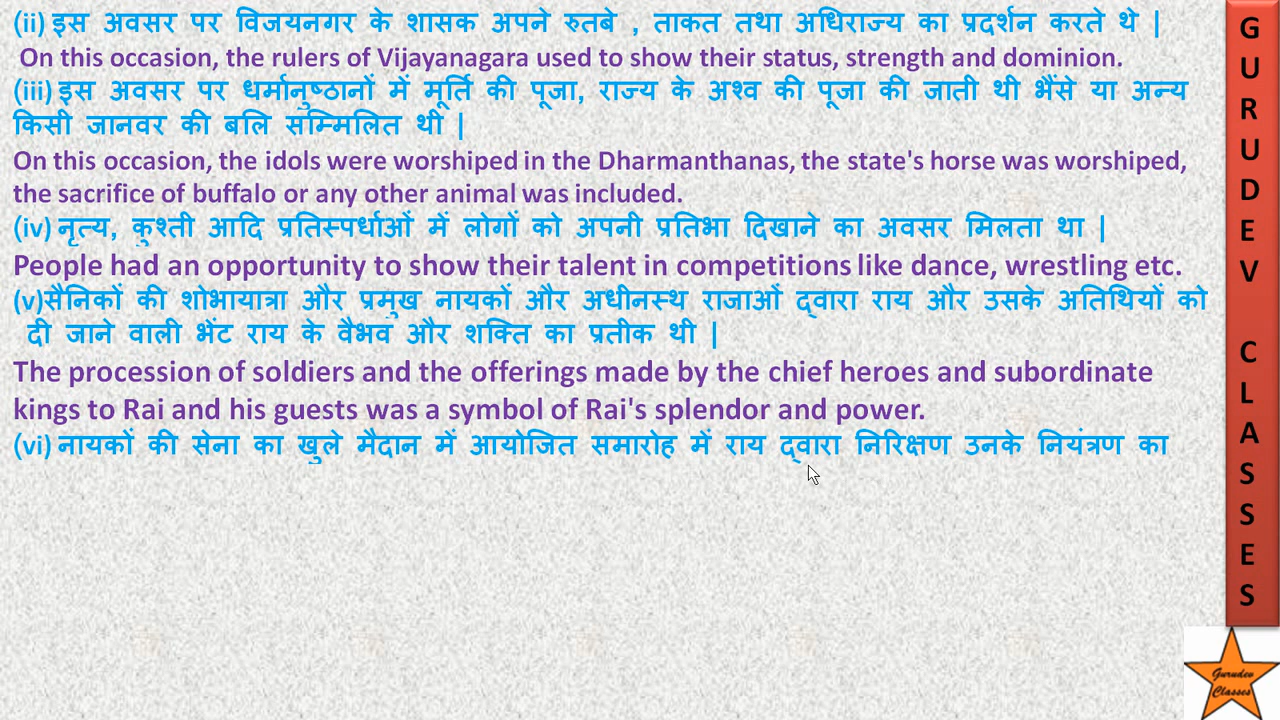 (ii) इस अवसर पर विजयनगर के शासक अपने रुतबे , ताकत तथा अधिराज्य का प्रदर्शन करते थे |
On this occasion, the rulers of Vijayanagara used to show their status, strength and dominion.
(iii) इस अवसर पर धर्मानुष्ठानों में मूर्ति की पूजा, राज्य के अश्व की पूजा की जाती थी भैंसे या अन्य
किसी जानवर की बलि सम्मिलित थी |
On this occasion, the idols were worshiped in the Dharmanthanas, the state's horse was worshiped,
the sacrifice of buffalo or any other animal was included.
(iv) नृत्य, कुश्ती आदि प्रतिस्पर्धाओं में लोगों को अपनी प्रतिभा दिखाने का अवसर मिलता था |
People had an opportunity to show their talent in competitions like dance, wrestling etc.
(v)सैनिकों की शोभायात्रा और प्रमुख नायकों और अधीनस्थ राजाओं द्वारा राय और उसके अतिथियों को
दी जाने वाली भेंट राय के वैभव और शक्ति का प्रतीक थी |
The procession of soldiers and the offerings made by the chief heroes and subordinate
kings to Rai and his guests was a symbol of Rai's splendor and power.
(vi) नायकों की सेना का खुले मैदान में आयोजित समारोह में राय द्वारा निरिक्षण उनके नियंत्रण का
GURUDEV CLASSES
Gurudev
Classes